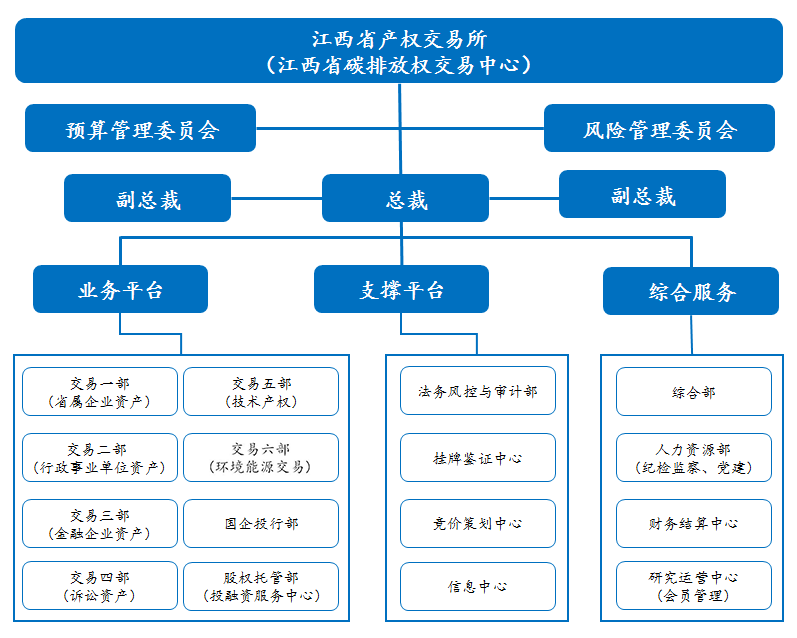 江西省产权交易所
（江西省碳排放权交易中心）
预算管理委员会
风险管理委员会
副总裁
总裁
副总裁
业务平台
支撑平台
综合服务
交易一部
（省属企业资产）
交易五部
（技术产权）
交易二部
（行政事业单位资产）
交易六部
（环境能源交易）
交易三部
（金融企业资产）
国企投行部
交易四部
（诉讼资产）
股权托管部
（投融资服务中心）
法务风控与审计部
挂牌鉴证中心
竞价策划中心
信息中心
综合部
人力资源部
（纪检监察、党建）
财务结算中心
研究运营中心
（会员管理）